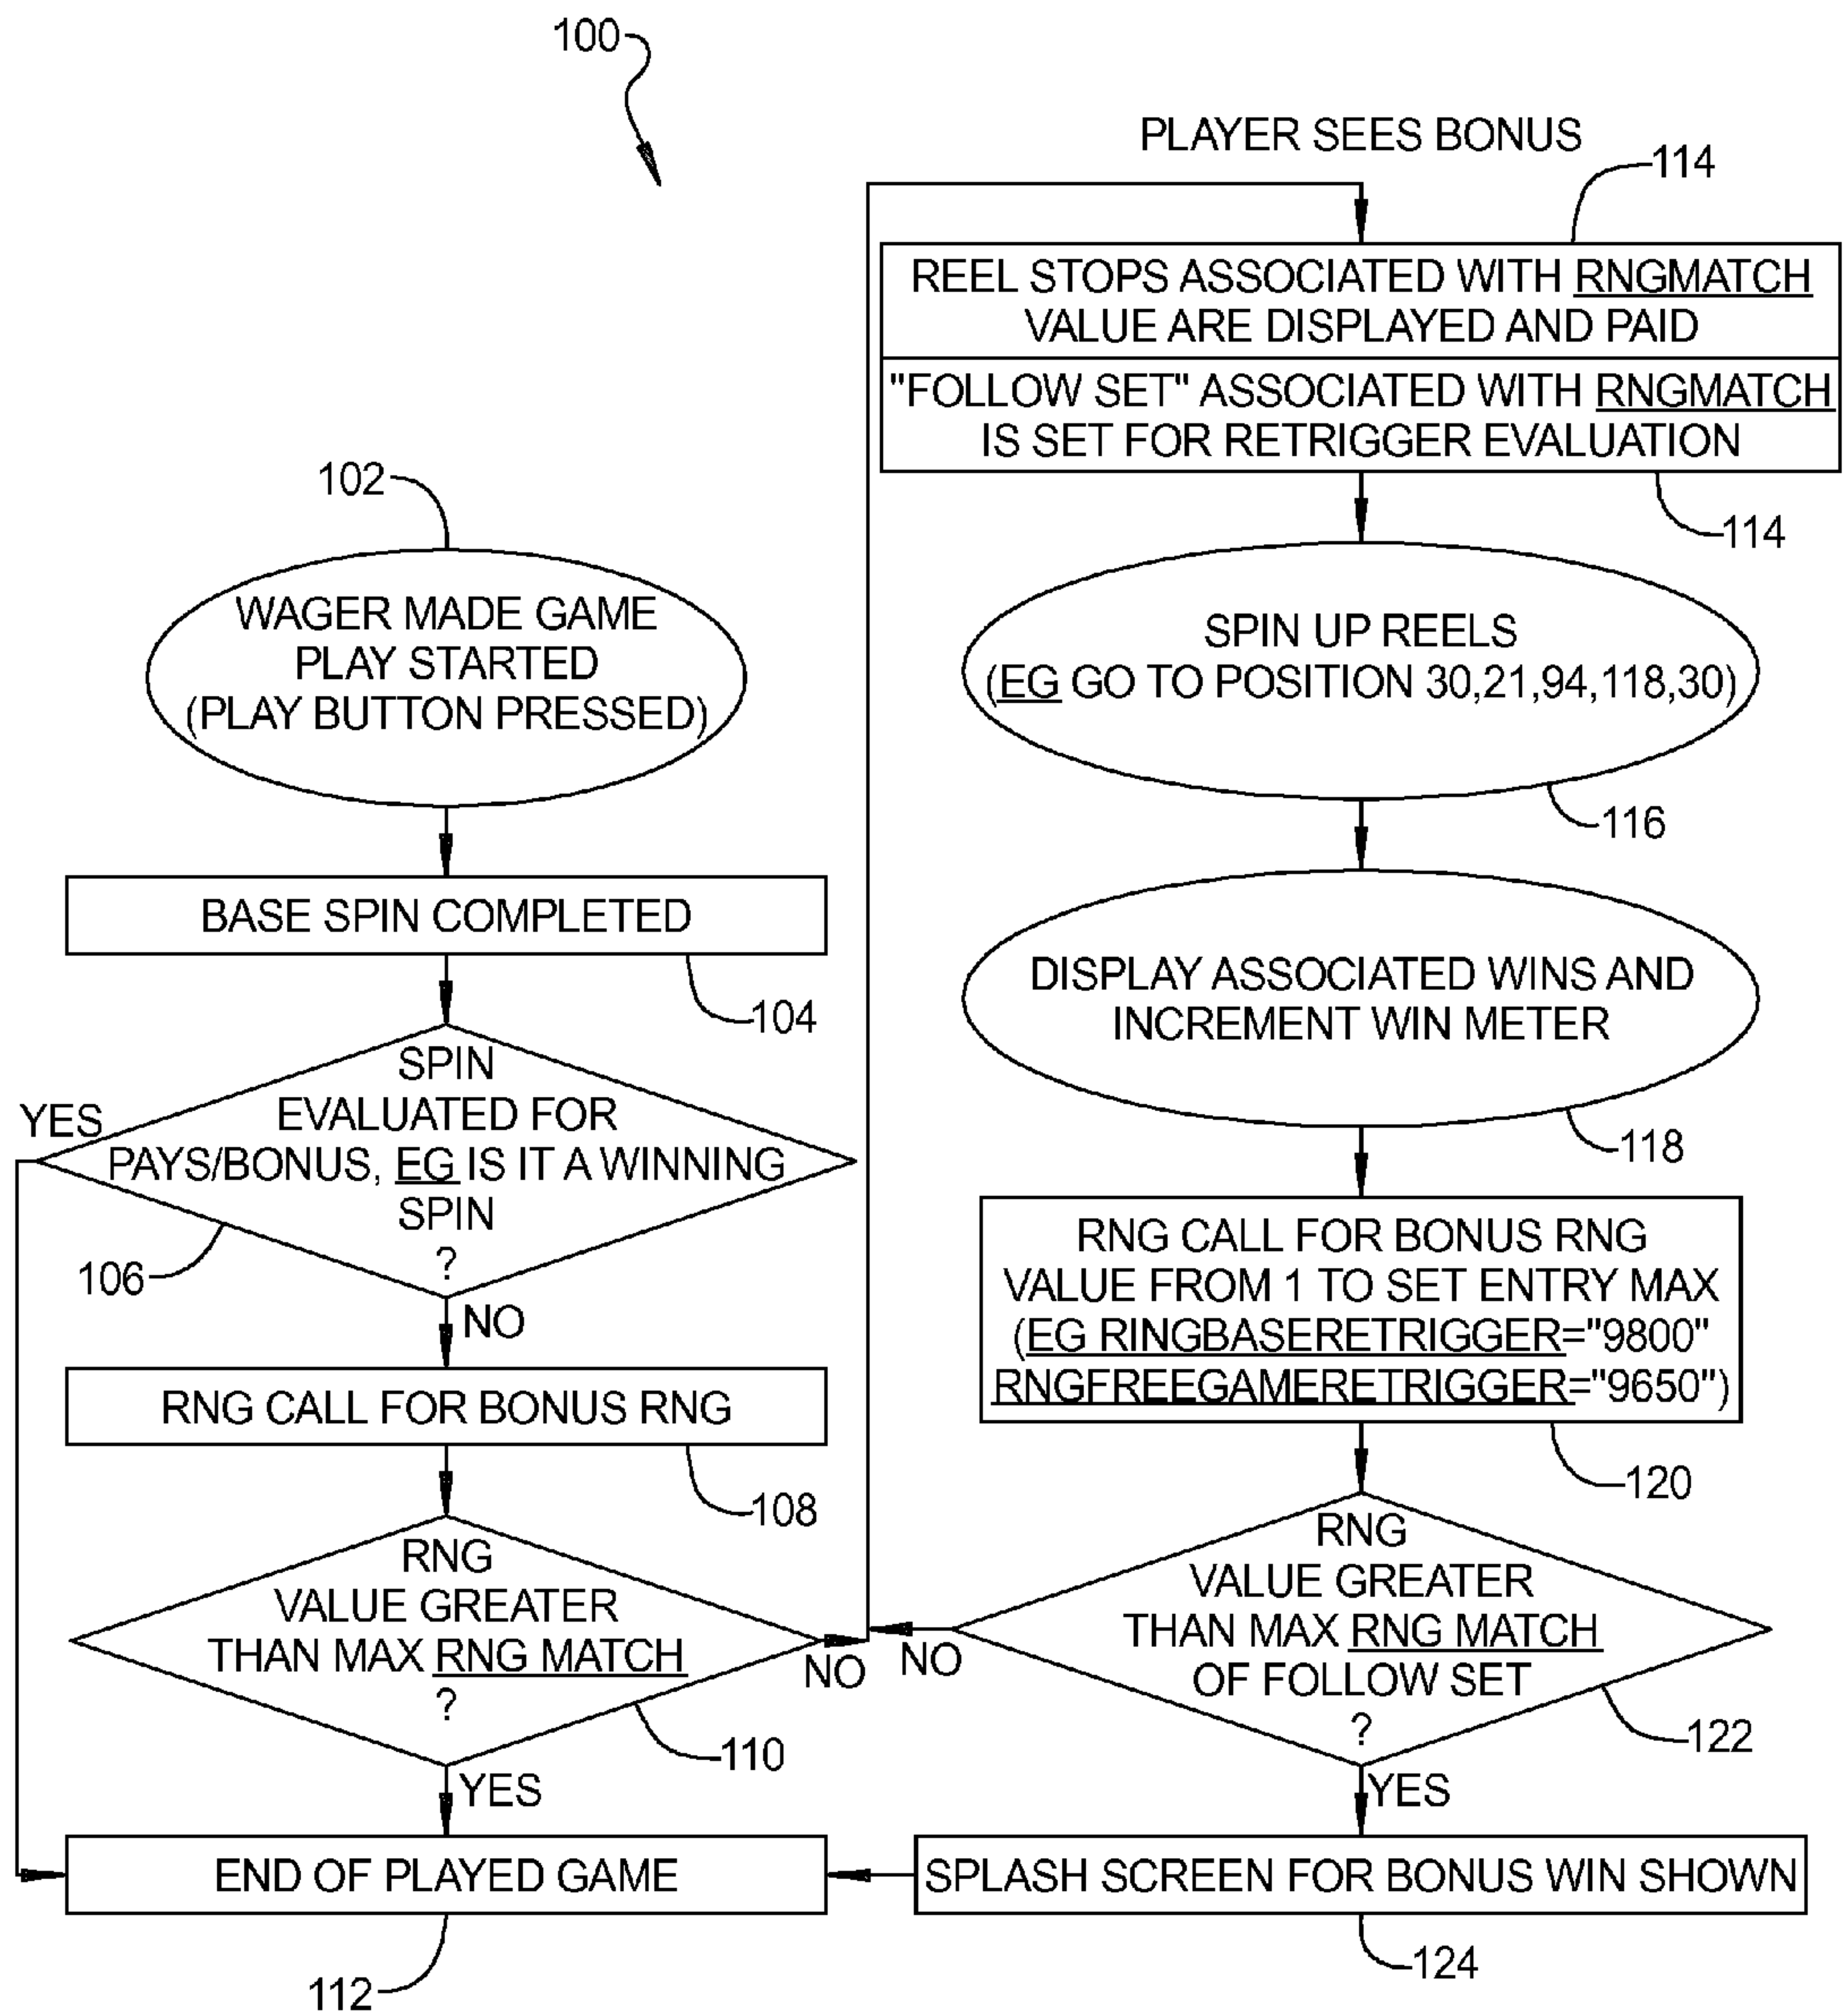 100
102
WAGER MADE GAME
PLAY STARTED
(PLAY BUTTON PRESSED)
BASE SPIN COMPLETED
104
SPIN
EVALUATED FOR
PAYS/BONUS, EG IS IT A WINNING
SPIN
?
YES
106
NO
RNG CALL FOR BONUS RNG
108
RNG
VALUE GREATER
THAN MAX RNG MATCH
?
NO
110
YES
END OF PLAYED GAME
112
PLAYER SEES BONUS
114
REEL STOPS ASSOCIATED WITH RNGMATCH
VALUE ARE DISPLAYED AND PAID
"FOLLOW SET" ASSOCIATED WITH RNGMATCH
IS SET FOR RETRIGGER EVALUATION
114
SPIN UP REELS
(EG GO TO POSITION 30,21,94,118,30)
116
DISPLAY ASSOCIATED WINS AND
INCREMENT WIN METER
118
RNG CALL FOR BONUS RNG
VALUE FROM 1 TO SET ENTRY MAX
(EG RINGBASERETRIGGER="9800"
RNGFREEGAMERETRIGGER="9650")
120
RNG
VALUE GREATER
THAN MAX RNG MATCH
OF FOLLOW SET
?
NO
122
YES
SPLASH SCREEN FOR BONUS WIN SHOWN
124